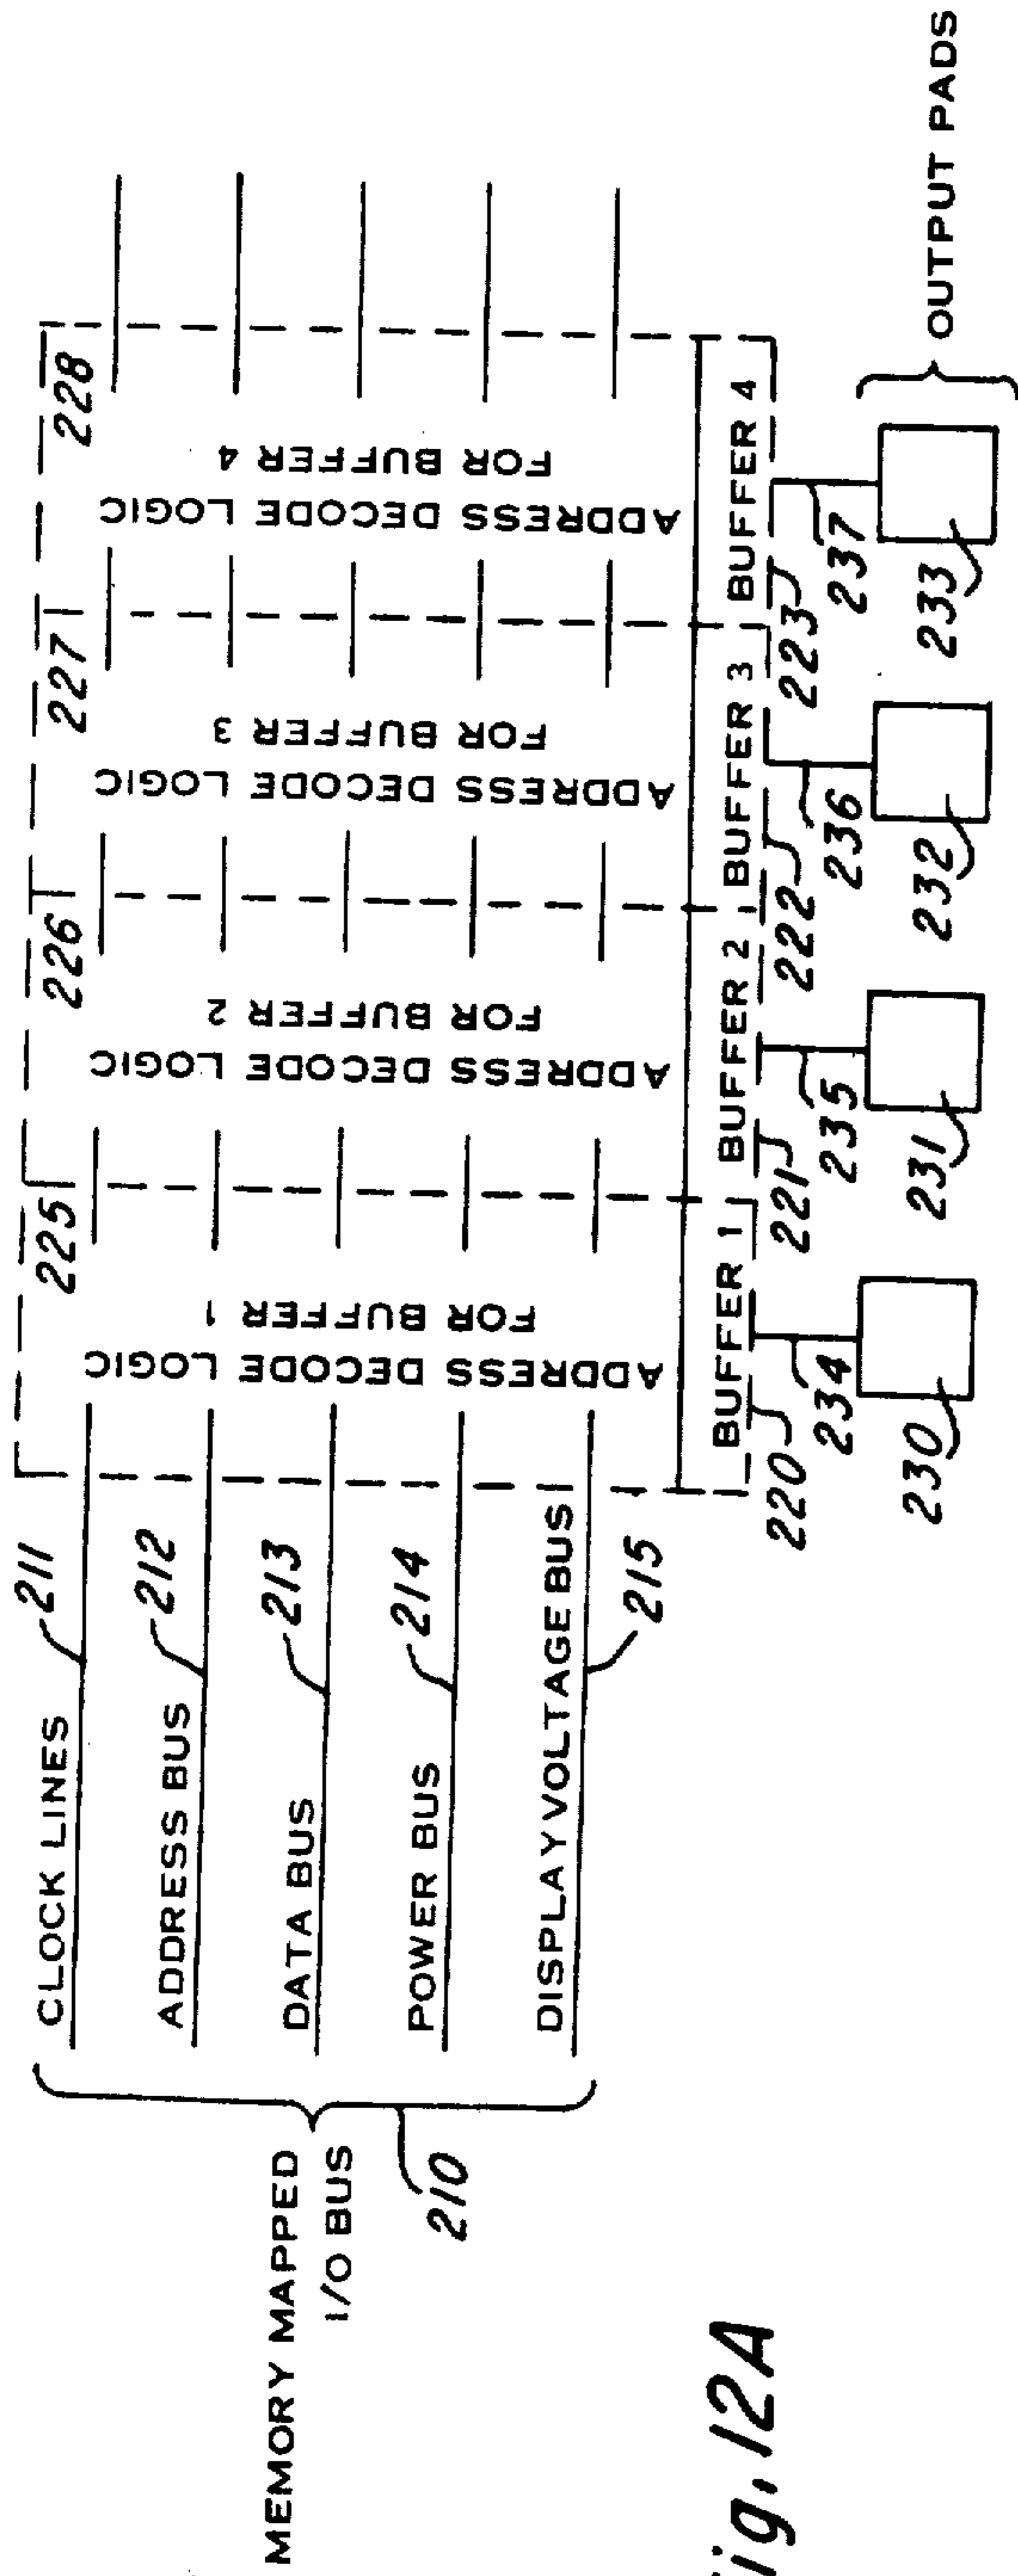 MEMORY MAPPED
I/O BUS
210
CLOCK LINES
211
ADDRESS BUS
212
DATA BUS
213
POWER BUS
214
DISPLAY VOLTAGE BUS
215
225
226
227
228
ADDRESS DECODE LOGIC
FOR BUFFER 1
ADDRESS DECODE LOGIC
FOR BUFFER 2
ADDRESS DECODE LOGIC
FOR BUFFER 3
ADDRESS DECODE LOGIC
FOR BUFFER 4
BUFFER 1
BUFFER 2
BUFFER 3
BUFFER 4
220
221
222
223
234
235
236
237
230
231
232
233
OUTPUT PADS
ig. 12A